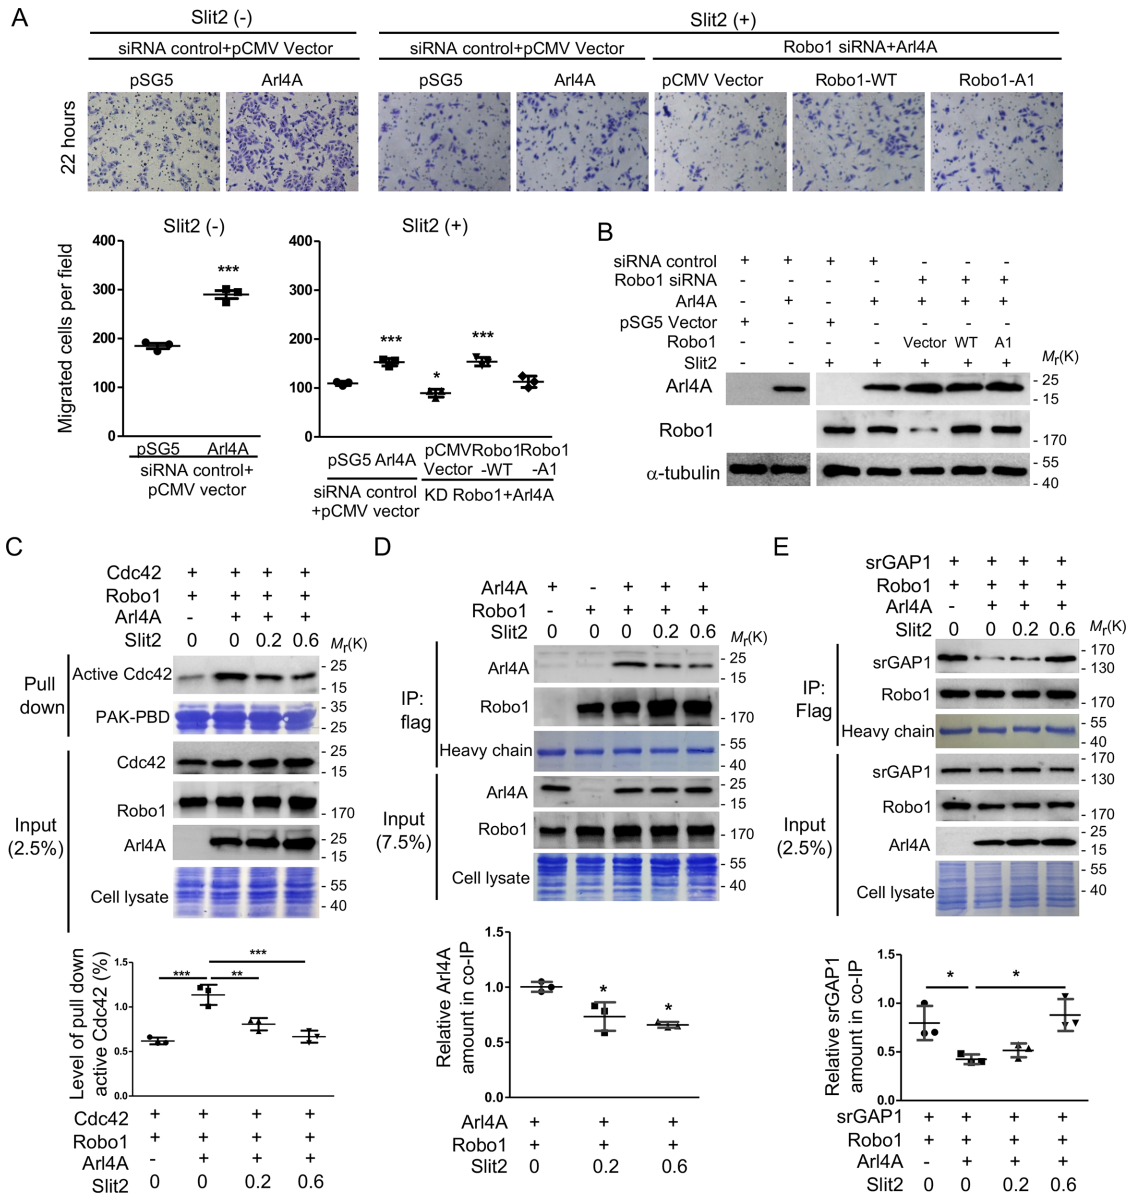 A
Slit2 (-)
Slit2 (+)
siRNA control+pCMV Vector
siRNA control+pCMV Vector
Robo1 siRNA+Arl4A
pSG5
Arl4A
pSG5
Arl4A
pCMV Vector
Robo1-WT
Robo1-A1
22 hours
Slit2 (-)
Slit2 (+)
Migrated cells per field
400
300
200
100
0
***
pSG5
Arl4A
siRNA control+
pCMV vector
400
300
200
100
0
***
*
***
pSG5 Arl4A
pCMV Robo1 Robo1
Vector -WT -A1
siRNA control
+pCMV vector
KD Robo1+Arl4A
B
siRNA control + + + + - - -
Robo1 siRNA - - - - + + +
Arl4A - + - + + + +
pSG5 Vector + - + - - - -
Robo1 - - - - Vector WT A1
Slit2 - - + + + + +
Mr(K)
Arl4A
- 25
- 15
Robo1
- 170
α-tubulin
- 55
- 40
C
Cdc42 + + + +
Robo1 + + + +
Arl4A - + + +
Slit2 0 0 0.2 0.6
Mr(K)
Pull
down
Active Cdc42
- 25
- 15
PAK-PBD
- 35
- 25
Input
(2.5%)
Cdc42
- 25
- 15
Robo1
- 170
Arl4A
- 25
- 15
Cell lysate
- 55
- 40
Level of pull down
active Cdc42 (%)
1.5
1.0
0.5
0.0
***
**
***
Cdc42 + + + +
Robo1 + + + +
Arl4A - + + +
Slit2 0 0 0.2 0.6
D
Arl4A + - + + +
Robo1 - + + + +
Slit2 0 0 0 0.2 0.6
Mr(K)
IP:
flag
Arl4A
- 25
- 15
Robo1
- 170
Heavy chain
- 55
- 40
Input
(7.5%)
Arl4A
- 25
- 15
Robo1
- 170
Cell lysate
- 55
- 40
Relative Arl4A
amount in co-IP
1.5
1.0
0.5
0.0
*
*
Arl4A + + +
Robo1 + + +
Slit2 0 0.2 0.6
E
srGAP1 + + + +
Robo1 + + + +
Arl4A - + + +
Slit2 0 0 0.2 0.6
Mr(K)
IP:
Flag
srGAP1
- 170
- 130
Robo1
- 170
Heavy chain
- 55
- 40
Input
(2.5%)
srGAP1
- 170
- 130
Robo1
- 170
Arl4A
- 25
- 15
Cell lysate
- 55
- 40
Relative srGAP1
amount in co-IP
1.5
1.0
0.5
0.0
*
*
srGAP1 + + + +
Robo1 + + + +
Arl4A - + + +
Slit2 0 0 0.2 0.6